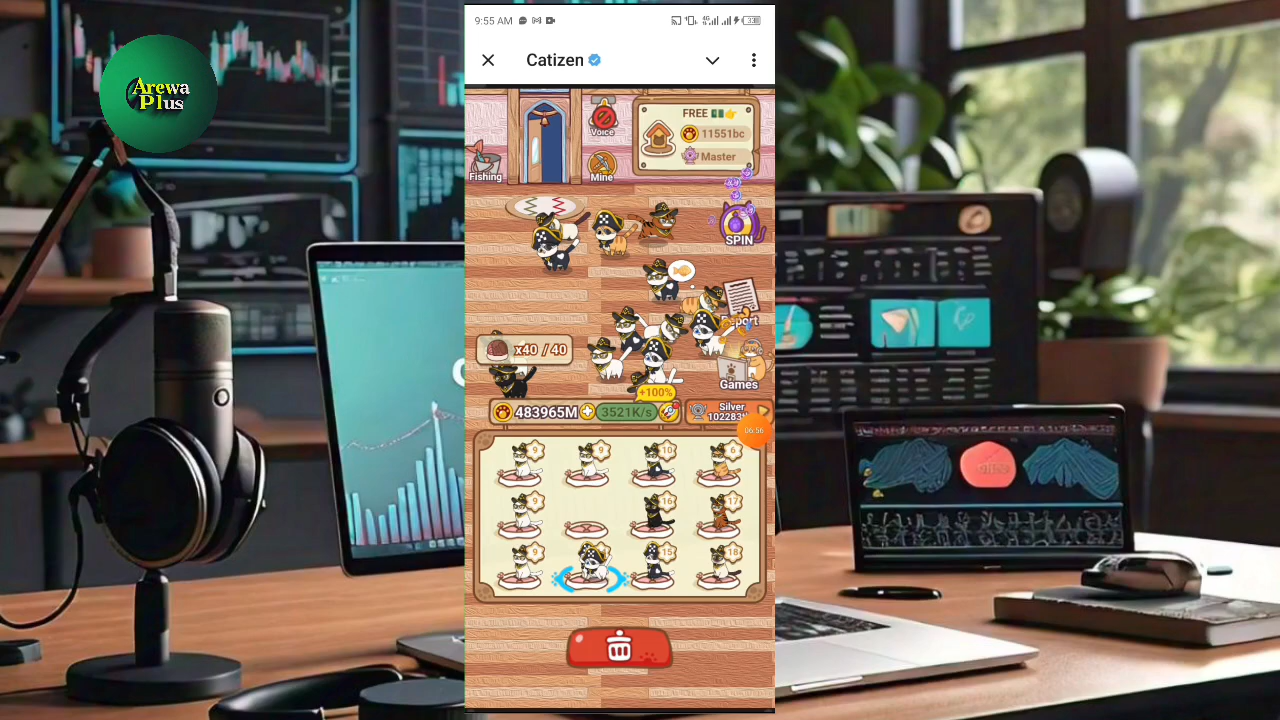 Arewa
Plus
9:55 AM
Catizen
FREE
11551bc
Master
Voice
Mine
Fishing
SPIN
Games
x40 / 40
+100%
483965M
3521K/s
Silver
06:56
9
9
10
6
9
16
17
9
15
18